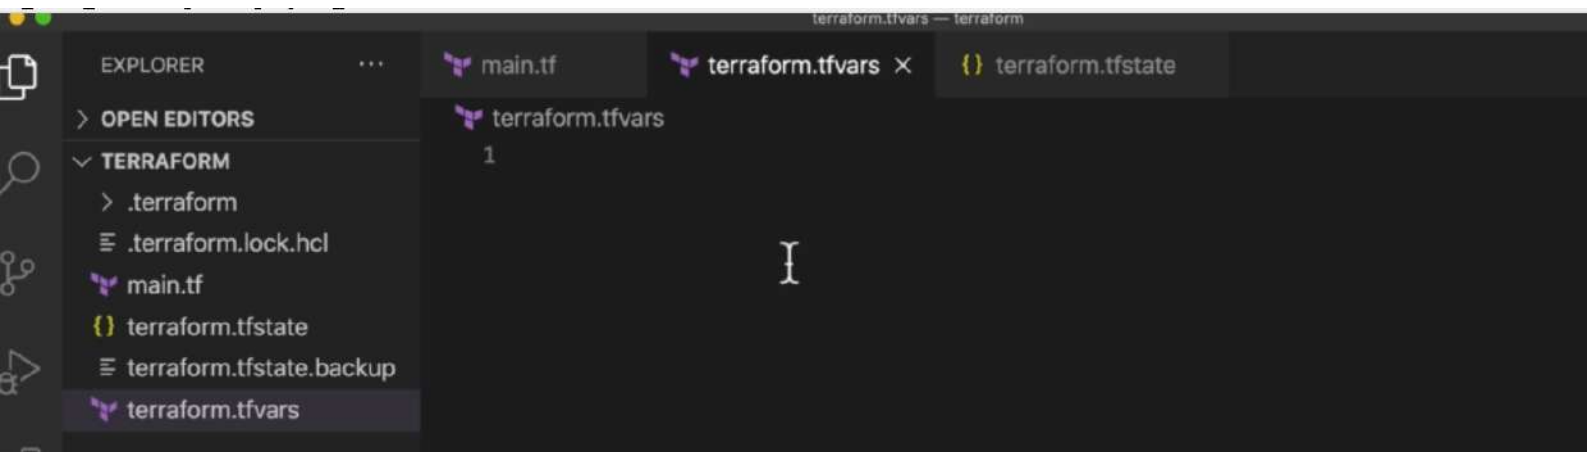 terraform.tfvars — terraform
EXPLORER ...
main.tf
terraform.tfvars ×
{} terraform.tfstate
> OPEN EDITORS
TERRAFORM
> .terraform
.terraform.lock.hcl
main.tf
{} terraform.tfstate
terraform.tfstate.backup
terraform.tfvars
terraform.tfvars
1